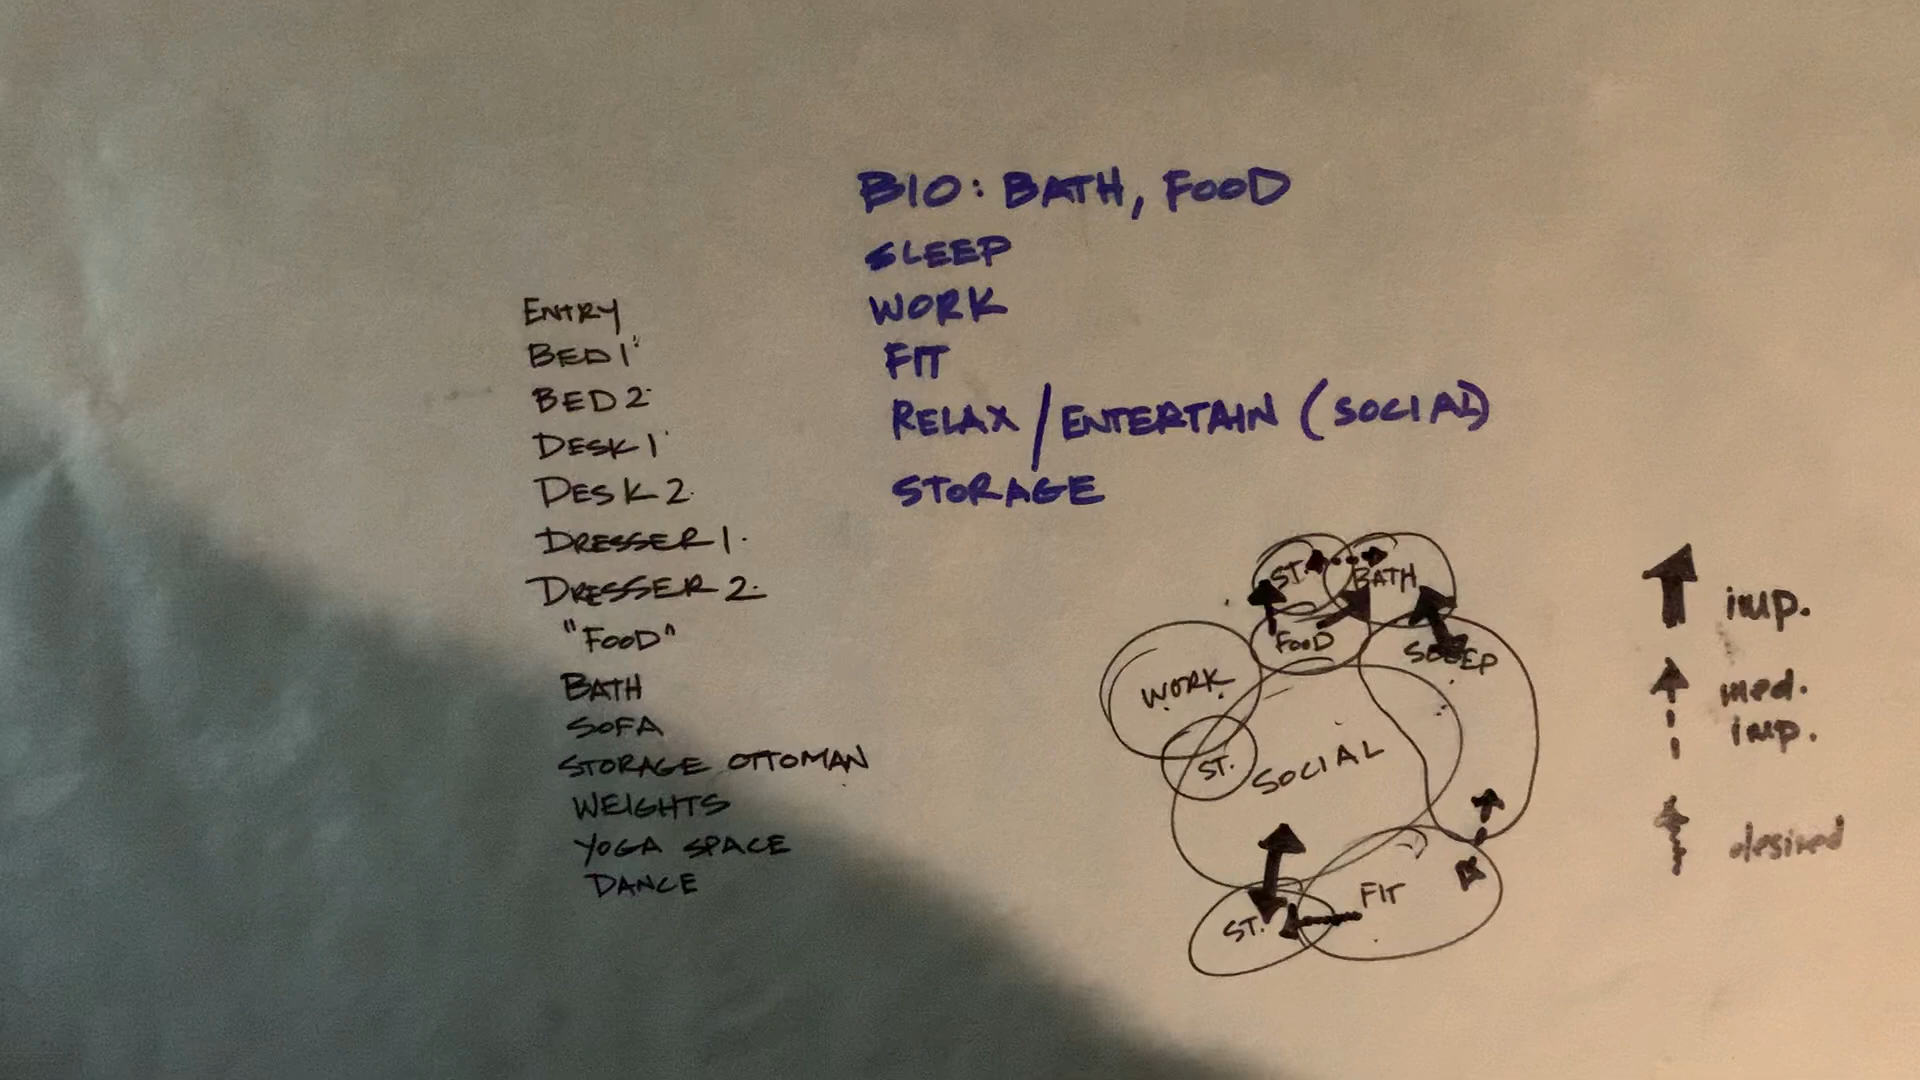 BIO: BATH, FOOD
SLEEP
WORK
FIT
RELAX / ENTERTAIN (SOCIAL)
STORAGE
ENTRY
BED 1
BED 2
DESK 1
DESK 2
DRESSER 1
DRESSER 2
"FOOD"
BATH
SOFA
STORAGE OTTOMAN
WEIGHTS
YOGA SPACE
DANCE
ST.
BATH
FOOD
SLEEP
WORK
ST.
SOCIAL
FIT
ST.
imp.
med.
imp.
desired